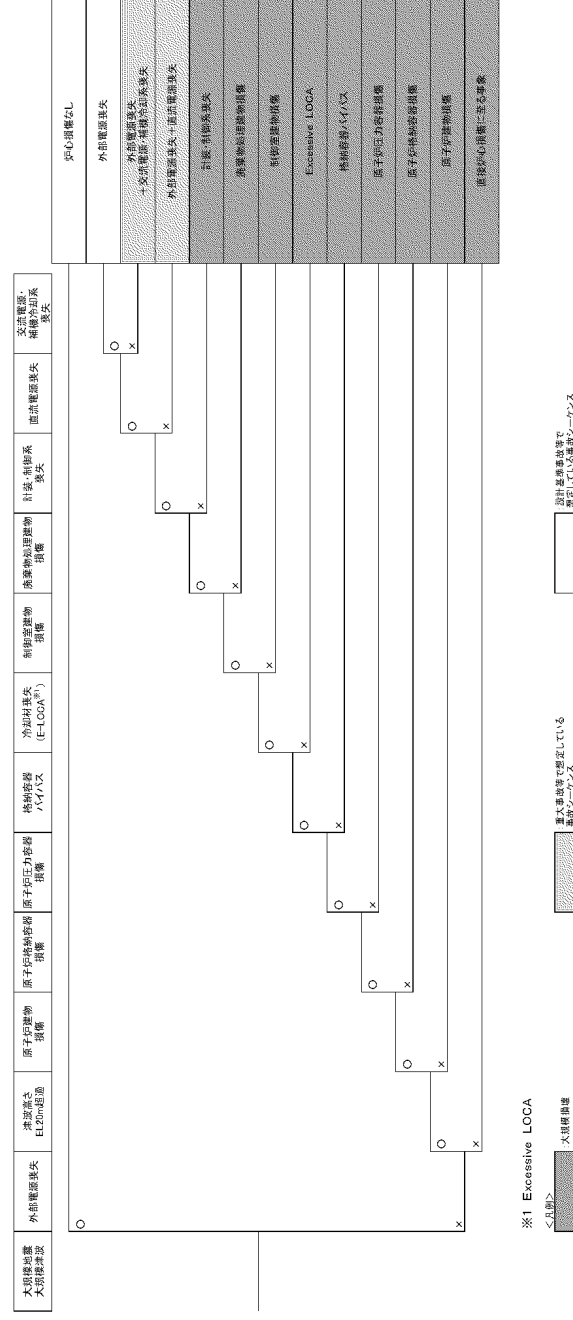 大規模地震
大規模津波
外部電源喪失
津波高さ
EL20m超過
原子炉建物
損傷
原子炉格納容器
損傷
原子炉圧力容器
損傷
格納容器
バイパス
冷却材喪失
(E-LOCA※1)
制御室建物
損傷
廃棄物処理建物
損傷
計装・制御系
喪失
直流電源喪失
交流電源・
補機冷却系
喪失
炉心損傷なし
外部電源喪失
外部電源喪失
+交流電源・補機冷却系喪失
外部電源喪失+直流電源喪失
計装・制御系喪失
廃棄物処理建物損傷
制御室建物損傷
Excessive LOCA
格納容器バイパス
原子炉圧力容器損傷
原子炉格納容器損傷
原子炉建物損傷
直接炉心損傷に至る事象
○
×
○
×
○
×
○
×
○
×
○
×
○
×
○
×
○
×
○
×
○
×
○
×
※1 Excessive LOCA
<凡例>
:大規模損壊
:重大事故等で想定している
事故シーケンス
:設計基準事故等で
想定している事故シーケンス